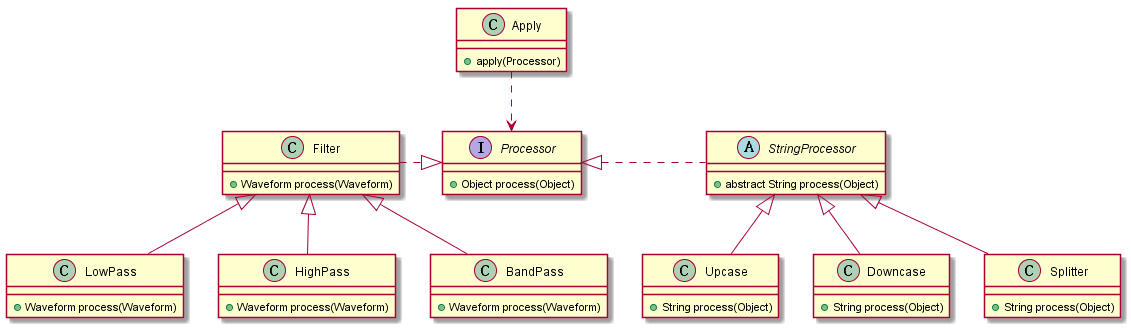 C Apply
apply(Processor)
C Filter
Waveform process(Waveform)
I Processor
Object process(Object)
A StringProcessor
abstract String process(Object)
C LowPass
Waveform process(Waveform)
C HighPass
Waveform process(Waveform)
C BandPass
Waveform process(Waveform)
C Upcase
String process(Object)
C Downcase
String process(Object)
C Splitter
String process(Object)